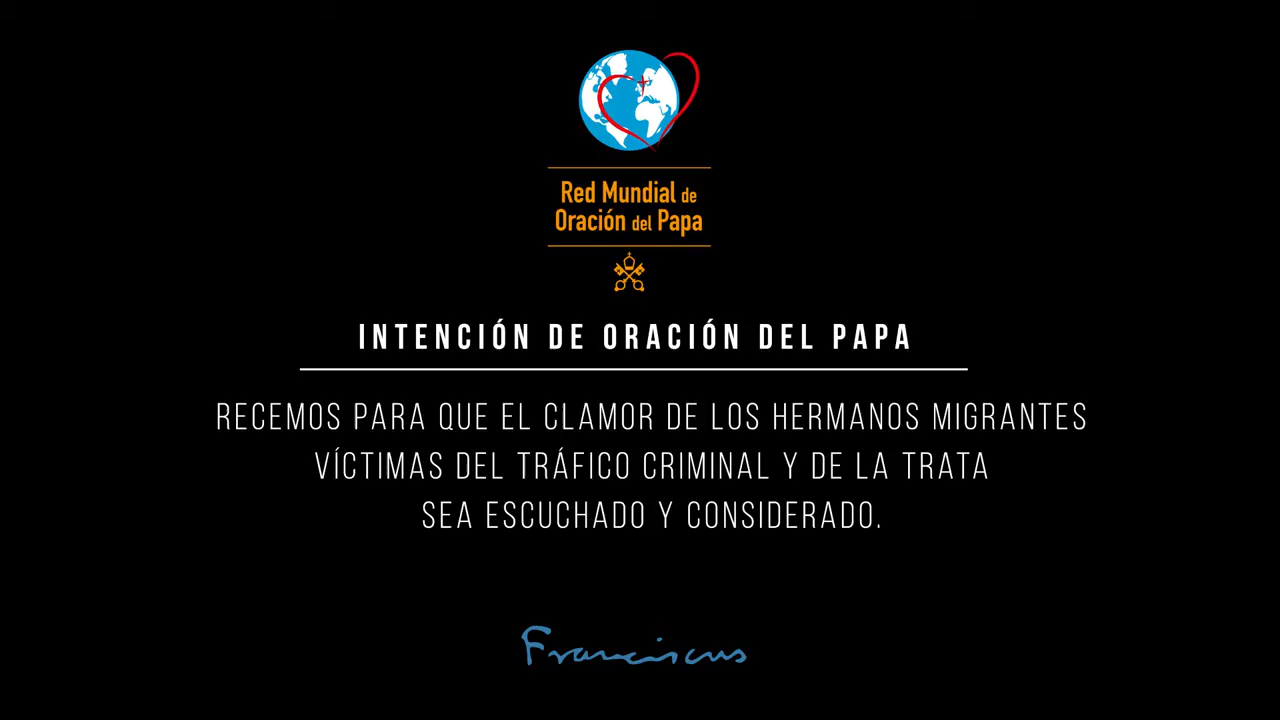 Red Mundial de
Oración del Papa
INTENCIÓN DE ORACIÓN DEL PAPA
RECEMOS PARA QUE EL CLAMOR DE LOS HERMANOS MIGRANTES
VÍCTIMAS DEL TRÁFICO CRIMINAL Y DE LA TRATA
SEA ESCUCHADO Y CONSIDERADO.
Franciscus